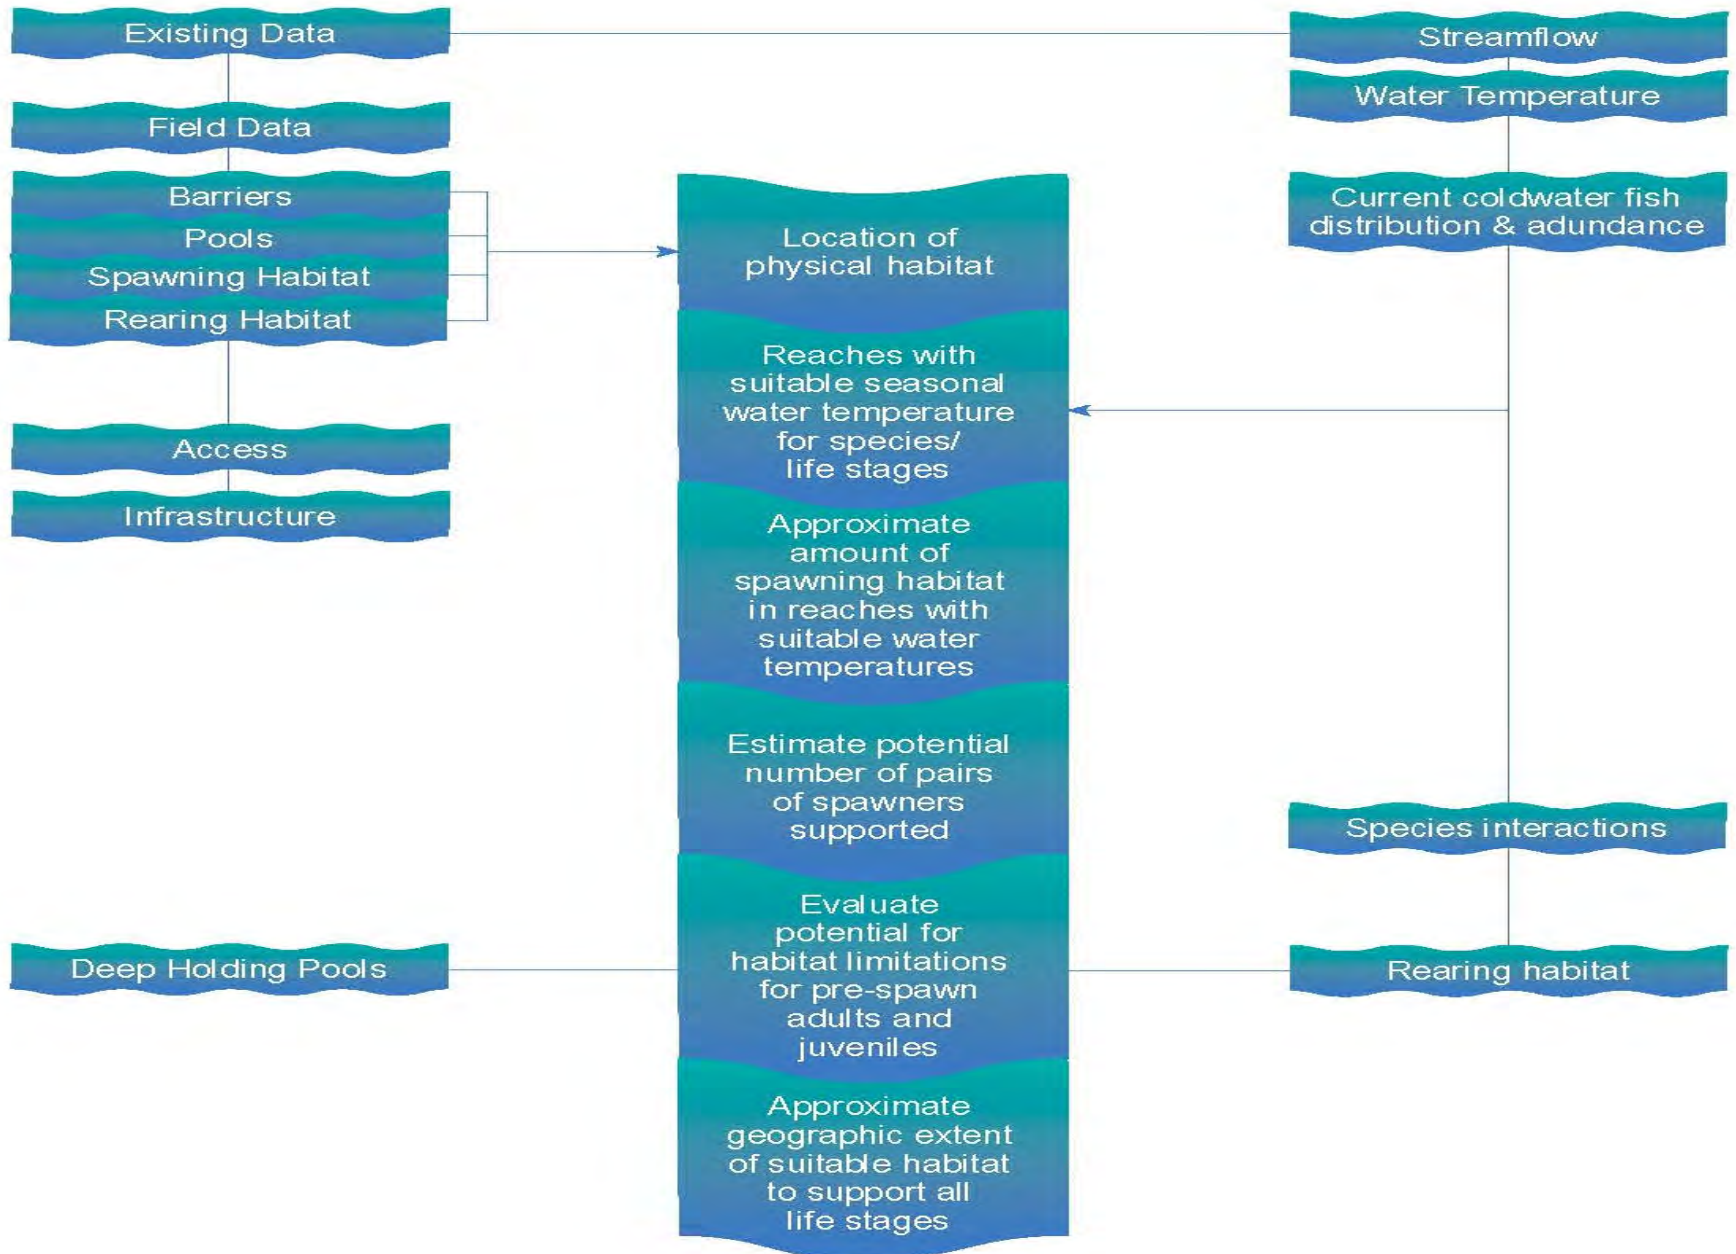 Existing Data
Field Data
Barriers
Pools
Spawning Habitat
Rearing Habitat
Access
Infrastructure
Deep Holding Pools
Location of
physical habitat
Reaches with
suitable seasonal
water temperature
for species/
life stages
Approximate
amount of
spawning habitat
in reaches with
suitable water
temperatures
Estimate potential
number of pairs
of spawners
supported
Evaluate
potential for
habitat limitations
for pre-spawn
adults and
juveniles
Approximate
geographic extent
of suitable habitat
to support all
life stages
Streamflow
Water Temperature
Current coldwater fish
distribution & adundance
Species interactions
Rearing habitat